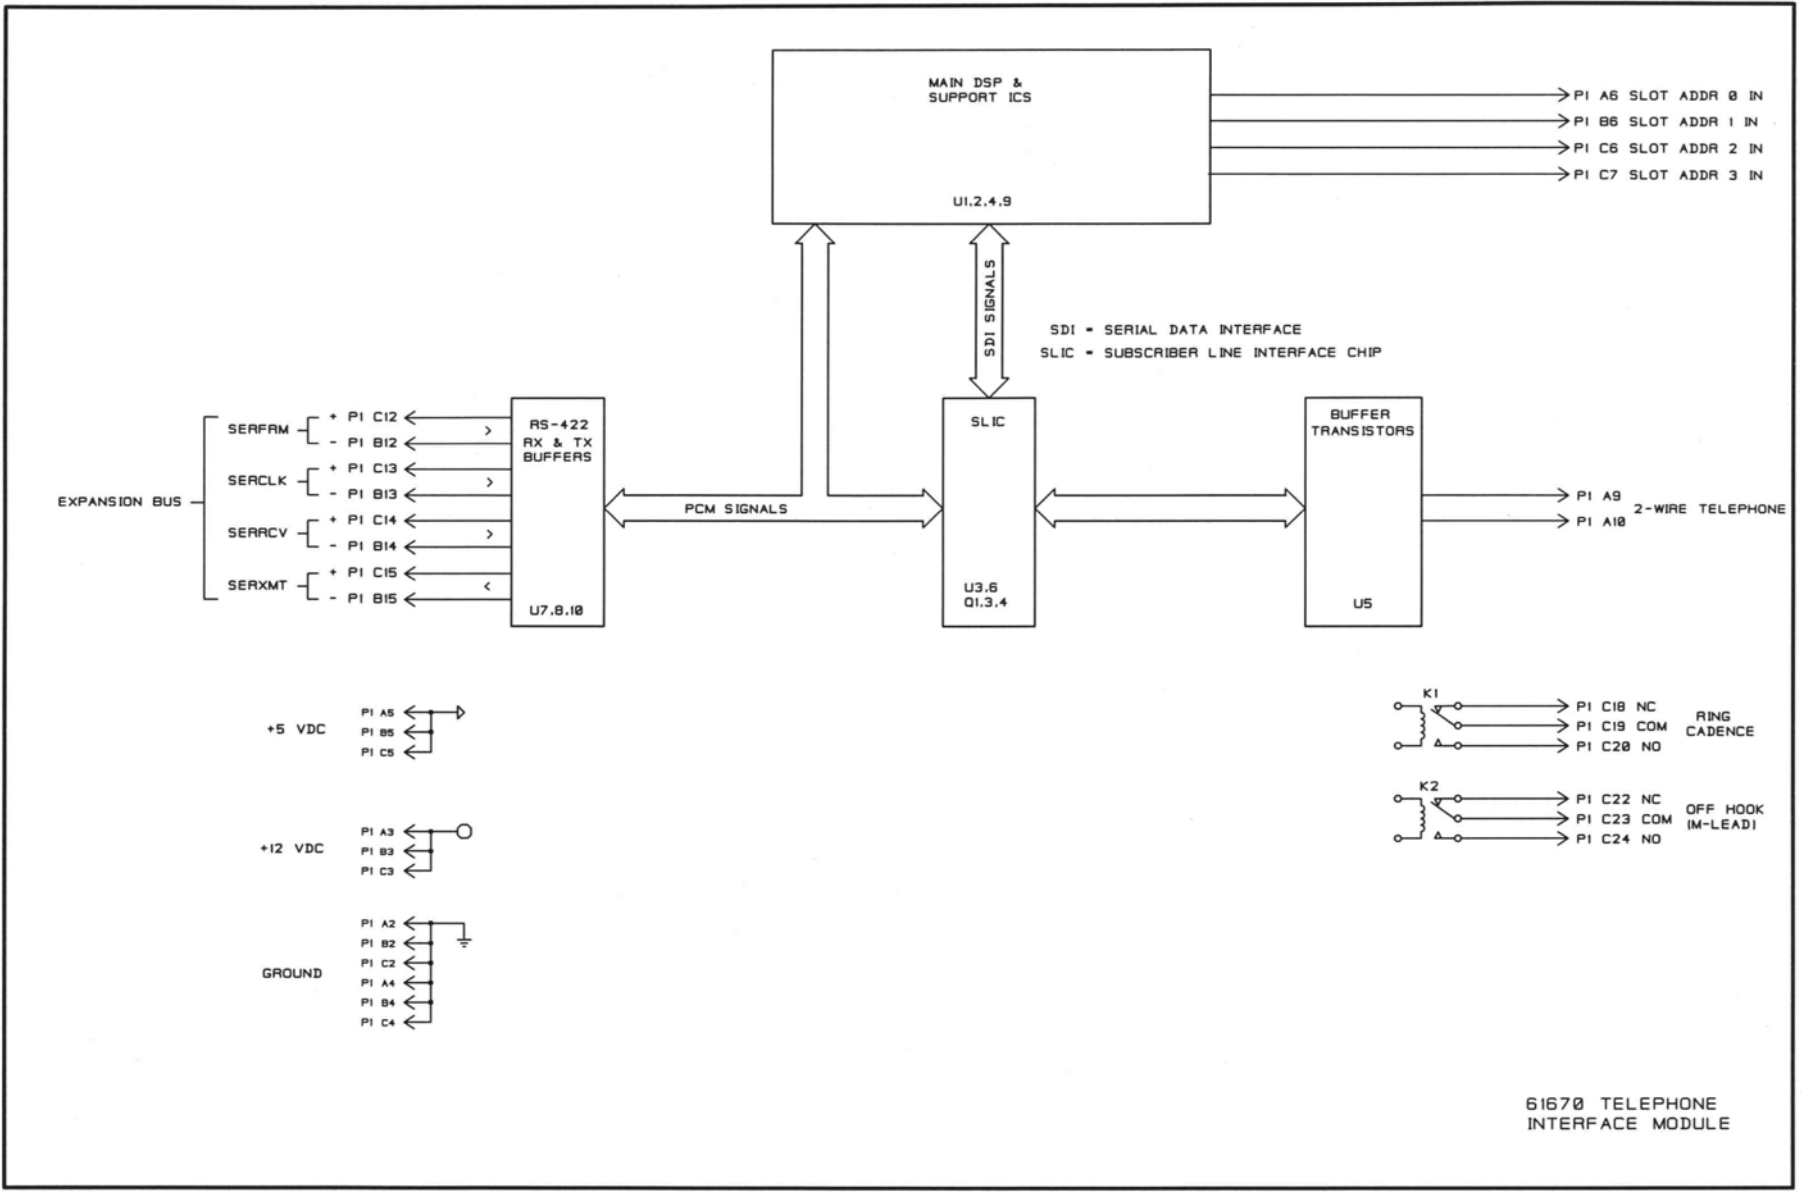 MAIN DSP &
SUPPORT ICS
U1,2,4,9
P1 A6 SLOT ADDR 0 IN
P1 B6 SLOT ADDR 1 IN
P1 C6 SLOT ADDR 2 IN
P1 C7 SLOT ADDR 3 IN
SDI SIGNALS
SDI = SERIAL DATA INTERFACE
SLIC = SUBSCRIBER LINE INTERFACE CHIP
EXPANSION BUS
SERFRM
+ P1 C12
- P1 B12
>
SERCLK
+ P1 C13
- P1 B13
>
SERRCV
+ P1 C14
- P1 B14
>
SERXMT
+ P1 C15
- P1 B15
<
RS-422
RX & TX
BUFFERS
U7,8,10
PCM SIGNALS
SLIC
U3,6
Q1,3,4
BUFFER
TRANSISTORS
U5
P1 A9
P1 A10
2-WIRE TELEPHONE
+5 VDC
P1 A5
P1 B5
P1 C5
+12 VDC
P1 A3
P1 B3
P1 C3
GROUND
P1 A2
P1 B2
P1 C2
P1 A4
P1 B4
P1 C4
K1
P1 C18 NC
P1 C19 COM
P1 C20 NO
RING
CADENCE
K2
P1 C22 NC
P1 C23 COM
P1 C24 NO
OFF HOOK
(M-LEAD)
61670 TELEPHONE
INTERFACE MODULE